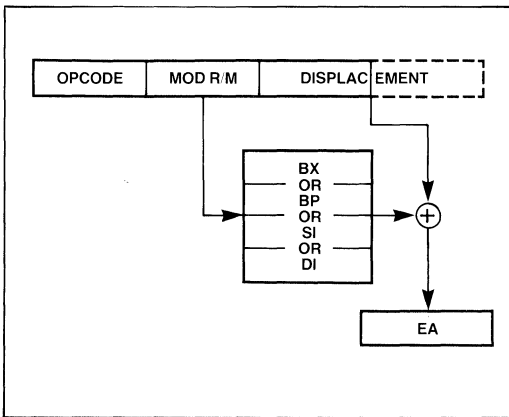 OPCODE MOD R/M DISPLACEMENT
BX
OR
BP
OR
SI
OR
DI
+
EA